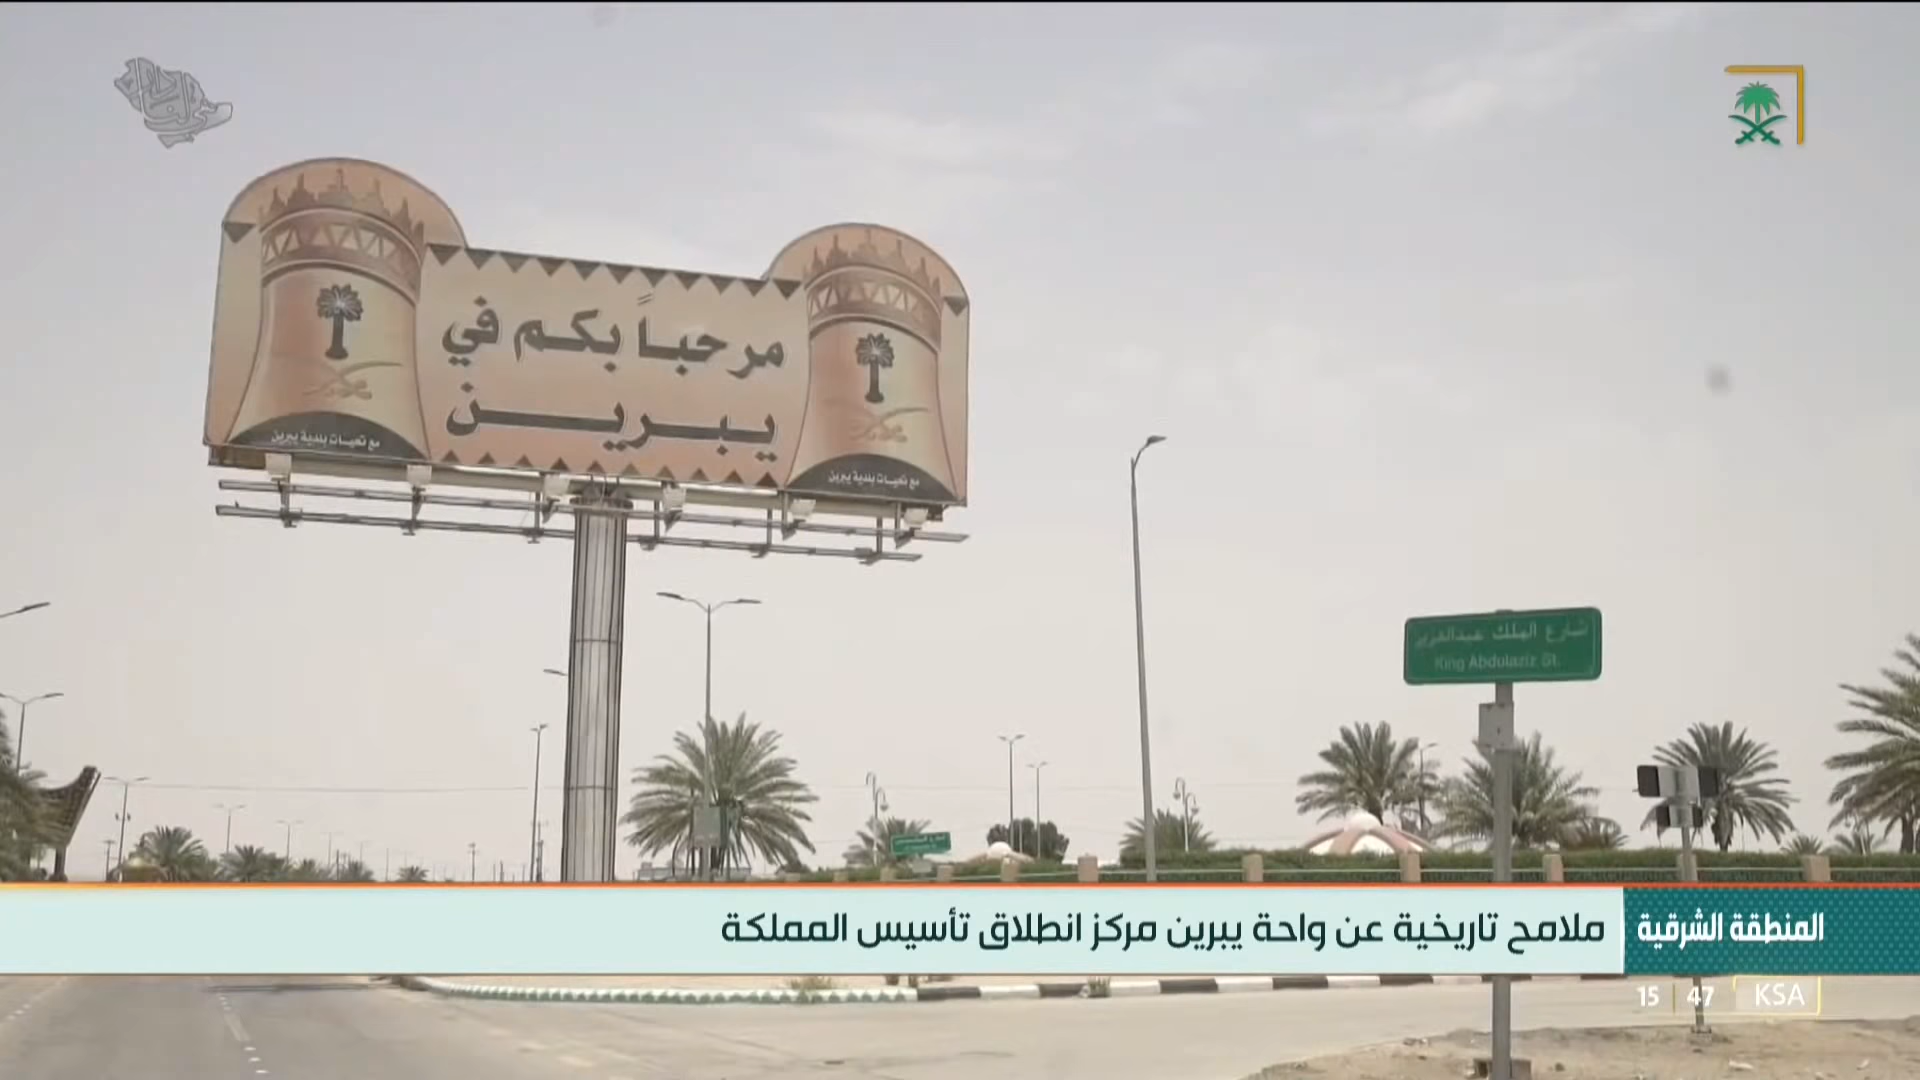 مرحباً بكم في
يبرين
مع تحيات بلدية يبرين
مع تحيات بلدية يبرين
شارع الملك عبدالعزيز
King Abdulaziz St.
المنطقة الشرقية
ملامح تاريخية عن واحة يبرين مركز انطلاق تأسيس المملكة
15 47 KSA